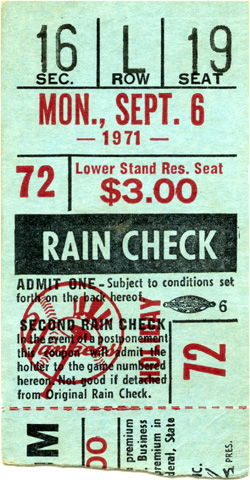 16 L 19
SEC. ROW SEAT
MON., SEPT. 6
— 1971 —
72 Lower Stand Res. Seat
$3.00
RAIN CHECK
ADMIT ONE—Subject to conditions set
forth on the back hereof.
6
SECOND RAIN CHECK
In the event of a postponement
this coupon will admit the
holder to the game numbered
hereon. Not good if detached
from Original Rain Check.
Yankees
HOLIDAY
72
M
premium
Business
premium
ederal, State
PRES.